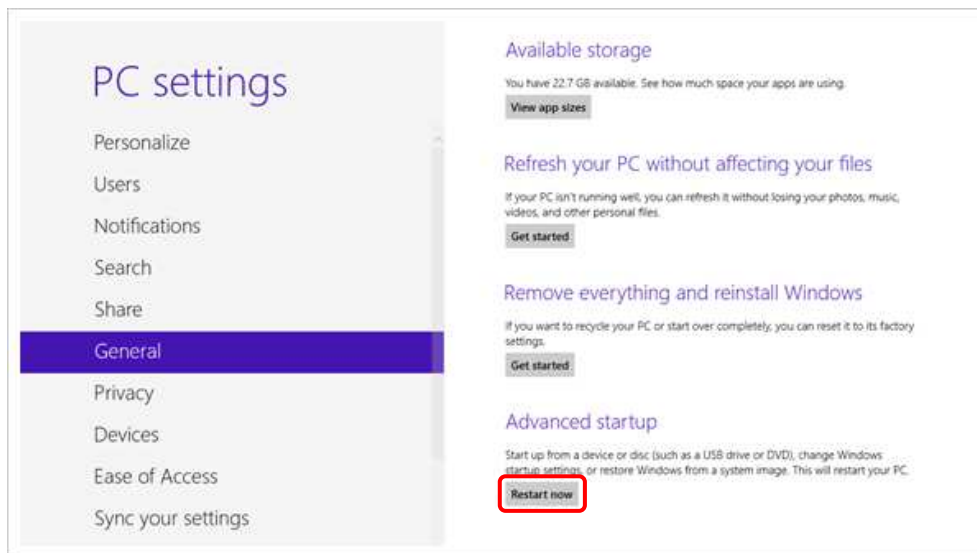 PC settings
Personalize
Users
Notifications
Search
Share
General
Privacy
Devices
Ease of Access
Sync your settings
Available storage
You have 22.7 GB available. See how much space your apps are using.
View app sizes
Refresh your PC without affecting your files
If your PC isn't running well, you can refresh it without losing your photos, music,
videos, and other personal files.
Get started
Remove everything and reinstall Windows
If you want to recycle your PC or start over completely, you can reset it to its factory
settings.
Get started
Advanced startup
Start up from a device or disc (such as a USB drive or DVD), change Windows
startup settings, or restore Windows from a system image. This will restart your PC.
Restart now